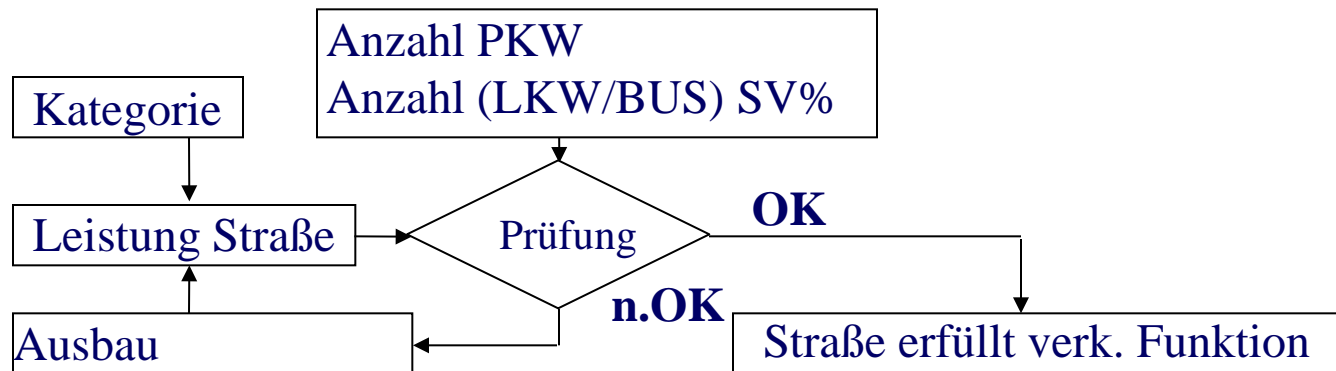 Anzahl PKW
Anzahl (LKW/BUS) SV%
Kategorie
Leistung Straße
Prüfung
OK
n.OK
Ausbau
Straße erfüllt verk. Funktion